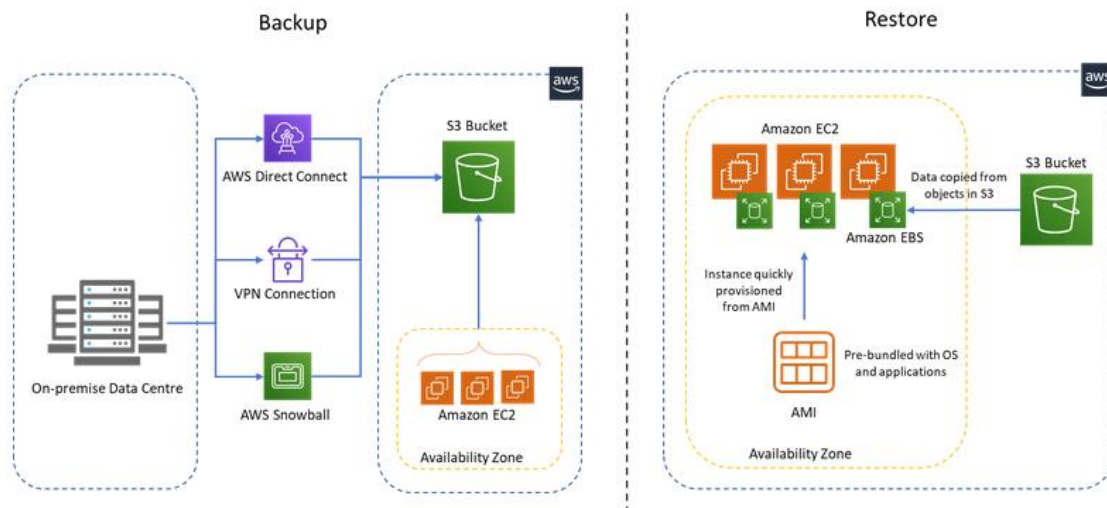 Backup
aws
S3 Bucket
AWS Direct Connect
VPN Connection
On-premise Data Centre
AWS Snowball
Amazon EC2
Availability Zone
Restore
aws
Amazon EC2
S3 Bucket
Data copied from
objects in S3
Amazon EBS
Instance quickly
provisioned
from AMI
Pre-bundled with OS
and applications
AMI
Availability Zone